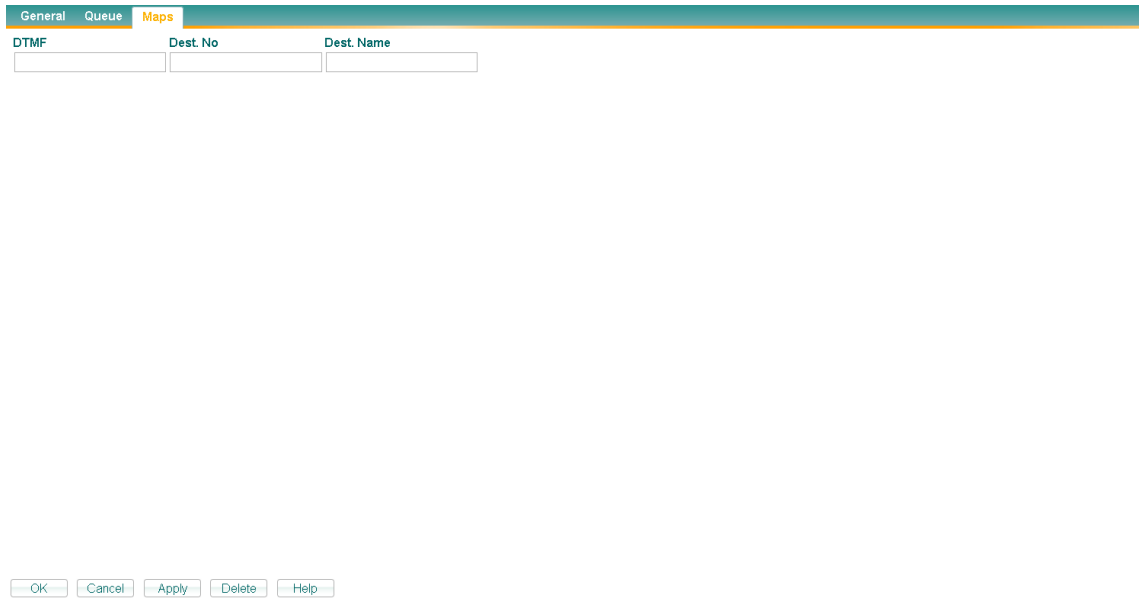 General Queue Maps
DTMF Dest. No Dest. Name
OK Cancel Apply Delete Help